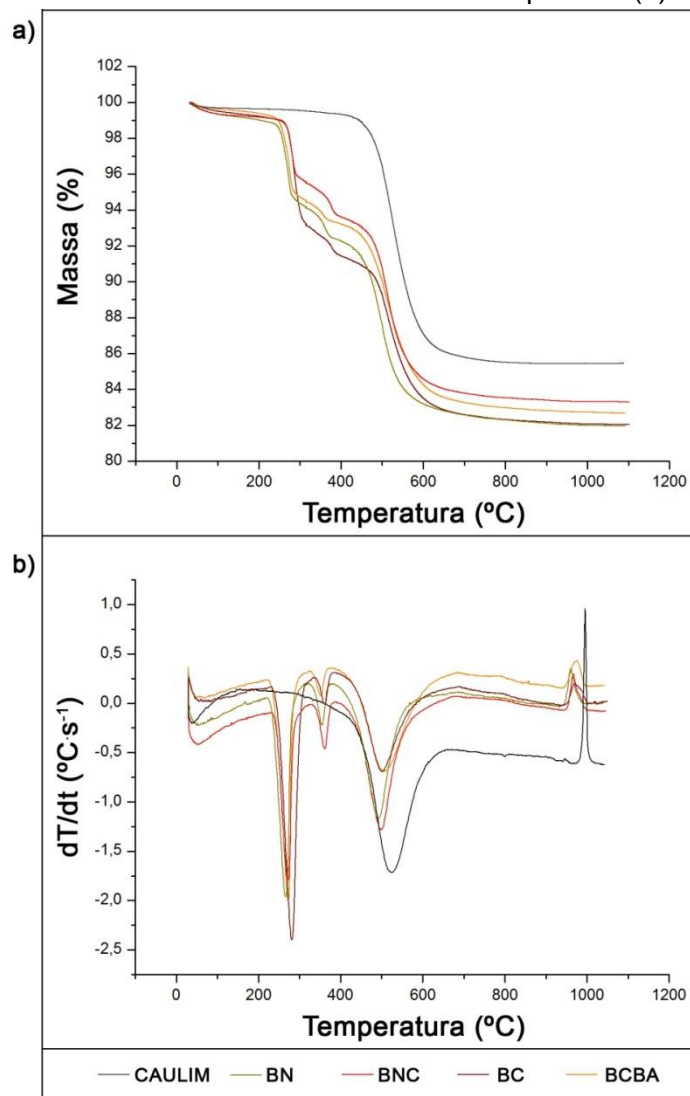 a)
102
100
98
96
94
92
90
88
86
84
82
80
Massa (%)
0 200 400 600 800 1000 1200
Temperatura (ºC)
b)
1,0
0,5
0,0
-0,5
-1,0
-1,5
-2,0
-2,5
dT/dt (ºC·s⁻¹)
0 200 400 600 800 1000 1200
Temperatura (ºC)
CAULIM BN BNC BC BCBA